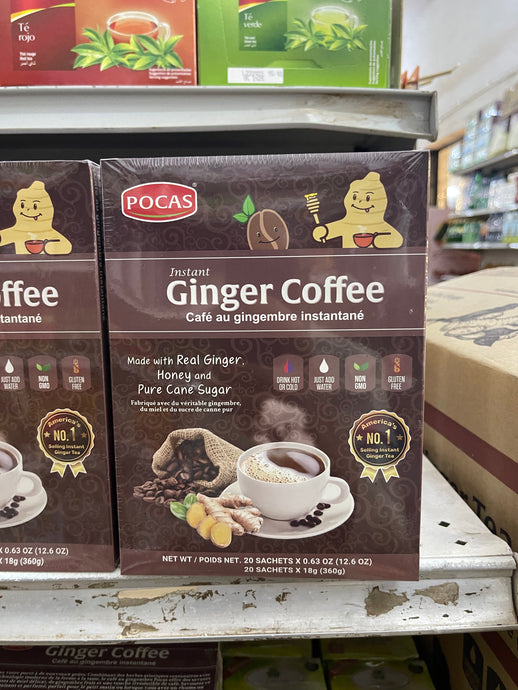 Té
rojo
Té
verde
POCAS
Instant
Ginger Coffee
Café au gingembre instantané
Made with Real Ginger,
Honey and
Pure Cane Sugar
Fabriqué avec du véritable gingembre,
du miel et du sucre de canne pur
DRINK HOT
OR COLD
JUST ADD
WATER
NON
GMO
GLUTEN
FREE
America's
NO. 1
Selling Instant
Ginger Tea
NET WT / POIDS NET. 20 SACHETS X 0.63 OZ (12.6 OZ)
20 SACHETS X 18g (360g)
ffee
tantané
JUST ADD
WATER
NON
GMO
GLUTEN
FREE
America's
NO. 1
Selling Instant
Ginger Tea
X 0.63 OZ (12.6 OZ)
X 18g (360g)
Ginger Coffee
Café au gingembre instantané